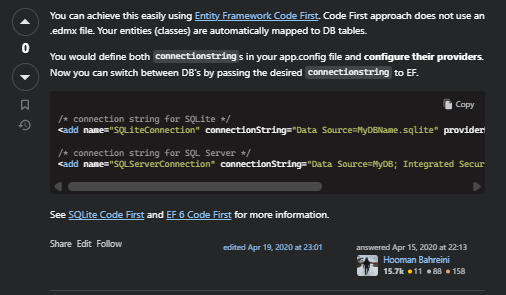 You can achieve this easily using Entity Framework Code First. Code First approach does not use an
.edmx file. Your entities (classes) are automatically mapped to DB tables.
0
You would define both connectionstring s in your app.config file and configure their providers.
Now you can switch between DB's by passing the desired connectionstring to EF.
Copy
/* connection string for SQLite */
<add name="SQLiteConnection" connectionString="Data Source=MyDBName.sqlite" provider
/* connection string for SQL Server */
<add name="SQLServerConnection" connectionString="Data Source=MyDB; Integrated Secur
See SQLite Code First and EF 6 Code First for more information.
Share Edit Follow
edited Apr 19, 2020 at 23:01
answered Apr 15, 2020 at 22:13
Hooman Bahreini
15.7k 11 88 158